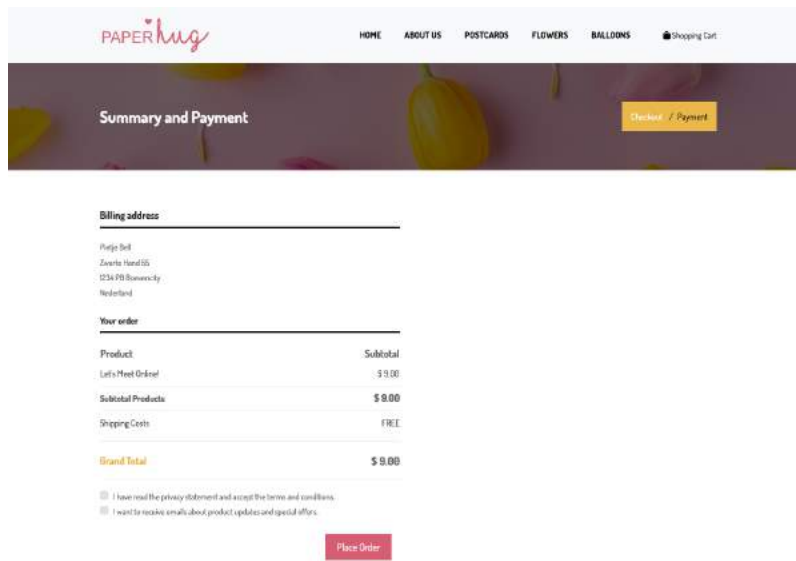 PAPER hug
HOME ABOUT US POSTCARDS FLOWERS BALLOONS Shopping Cart
Summary and Payment
Checkout / Payment
Billing address
Pietje Bell
Zwarte Hand 55
1234 PB
Nederland
Your order
Product Subtotal
Let's Meet Online! $ 9.00
Subtotal Products $ 9.00
Shipping Costs FREE
Grand Total $ 9.00
I have read the privacy statement and accept the terms and conditions.
I want to receive emails about product updates and special offers.
Place Order